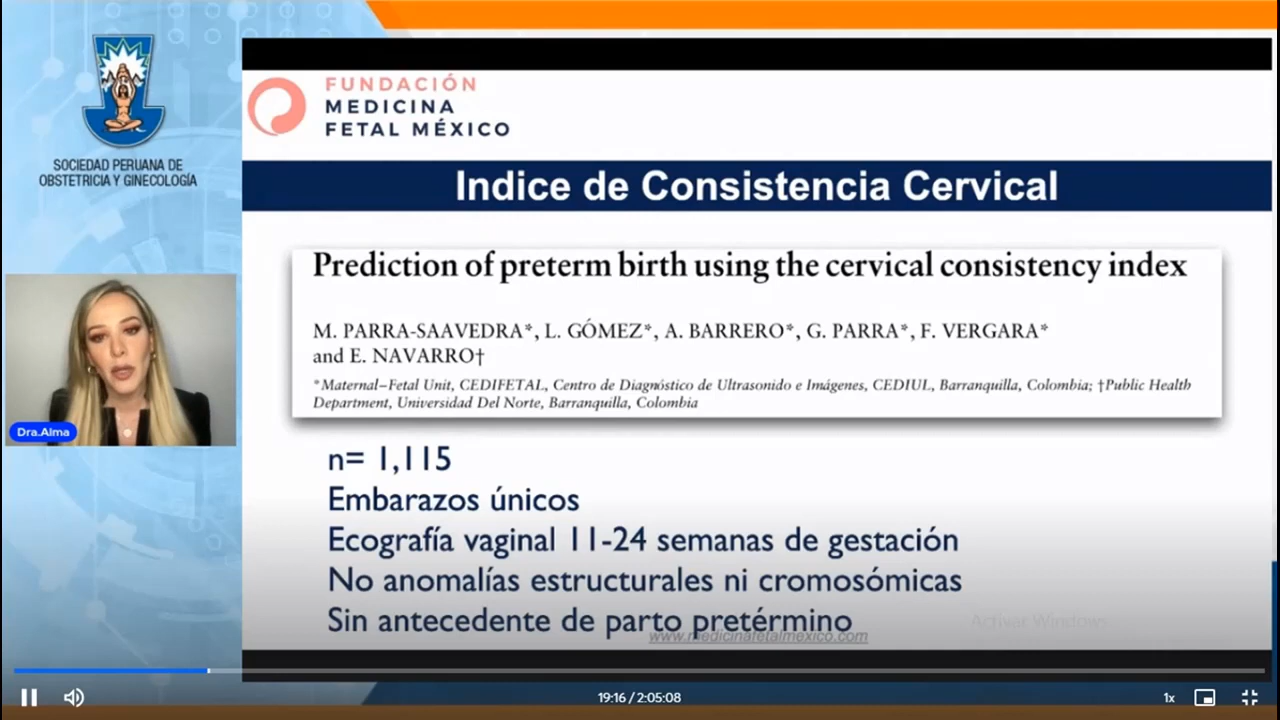 SOCIEDAD PERUANA DE
OBSTETRICIA Y GINECOLOGÍA
Dra.Alma
FUNDACIÓN
MEDICINA
FETAL MÉXICO
Indice de Consistencia Cervical
Prediction of preterm birth using the cervical consistency index
M. PARRA-SAAVEDRA*, L. GÓMEZ*, A. BARRERO*, G. PARRA*, F. VERGARA*
and E. NAVARRO†
*Maternal–Fetal Unit, CEDIFETAL, Centro de Diagnóstico de Ultrasonido e Imágenes, CEDIUL, Barranquilla, Colombia; †Public Health
Department, Universidad Del Norte, Barranquilla, Colombia
n= 1,115
Embarazos únicos
Ecografía vaginal 11-24 semanas de gestación
No anomalías estructurales ni cromosómicas
Sin antecedente de parto pretérmino
www.medicinafetalmexico.com
Activar Windows
19:16 / 2:05:08
1x